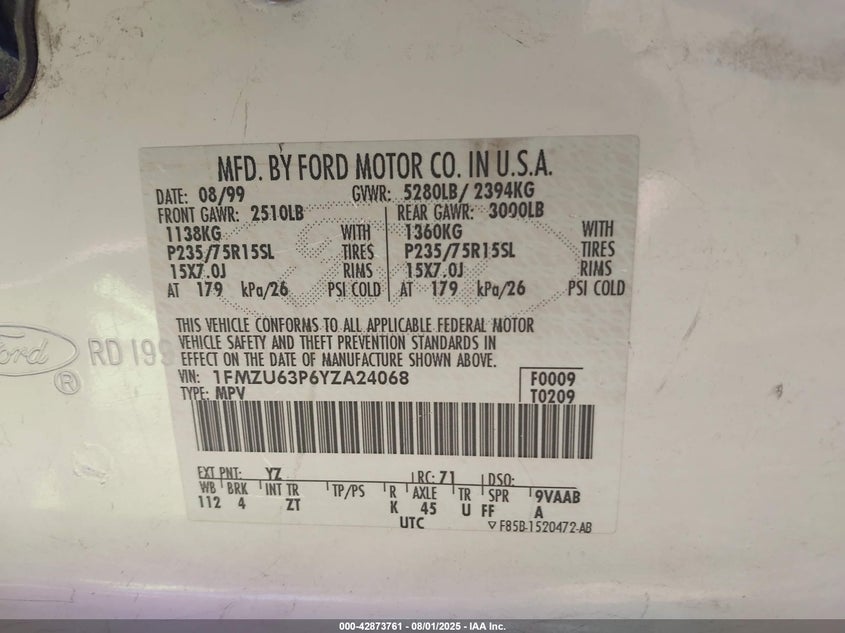 MFD. BY FORD MOTOR CO. IN U.S.A.
DATE: 08/99 GVWR: 5280LB/ 2394KG
FRONT GAWR: 2510LB REAR GAWR: 3000LB
1138KG WITH 1360KG WITH
P235/75R15SL TIRES P235/75R15SL TIRES
15X7.0J RIMS 15X7.0J RIMS
AT 179 kPa/26 PSI COLD AT 179 kPa/26 PSI COLD
THIS VEHICLE CONFORMS TO ALL APPLICABLE FEDERAL MOTOR
VEHICLE SAFETY AND THEFT PREVENTION STANDARDS IN
EFFECT ON THE DATE OF MANUFACTURE SHOWN ABOVE.
Ford ® RD 199
VIN: 1FMZU63P6YZA24068 F0009
TYPE: MPV T0209
EXT PNT: YZ RC: 71 DSO:
WB BRK INT TR TP/PS R AXLE TR SPR 9VAAB
112 4 ZT K 45 U FF A
UTC ▽ F85B-1520472-AB
000-42873761 - 08/01/2025 - IAA Inc.